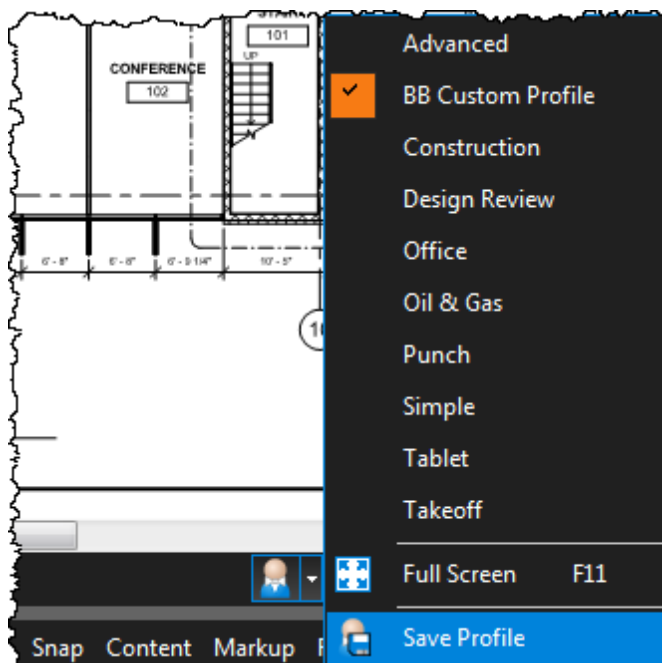 101
UP
CONFERENCE
102
N
6' - 8"
6' - 8"
6' - 9 1/4"
10' - 5"
Advanced
BB Custom Profile
Construction
Design Review
Office
Oil & Gas
Punch
Simple
Tablet
Takeoff
Full Screen F11
Save Profile
Snap Content Markup